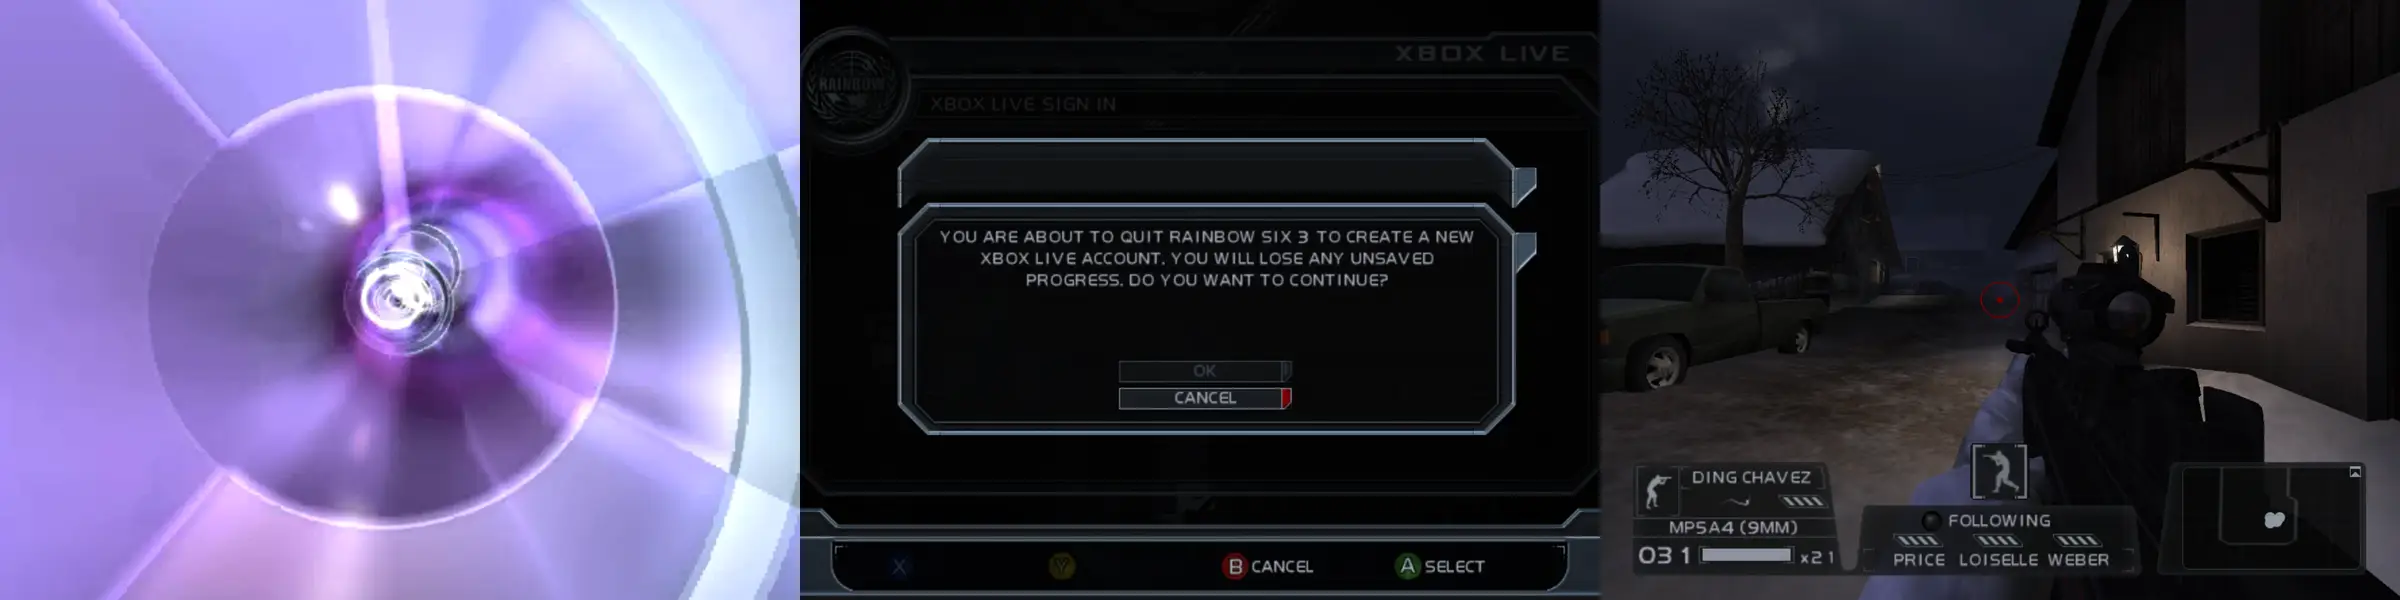 XBOX LIVE
RAINBOW
XBOX LIVE SIGN IN
YOU ARE ABOUT TO QUIT RAINBOW SIX 3 TO CREATE A NEW
XBOX LIVE ACCOUNT. YOU WILL LOSE ANY UNSAVED
PROGRESS. DO YOU WANT TO CONTINUE?
OK
CANCEL
X
Y
B CANCEL
A SELECT
DING CHAVEZ
MP5A4 (9MM)
031 x21
FOLLOWING
PRICE LOISELLE WEBER